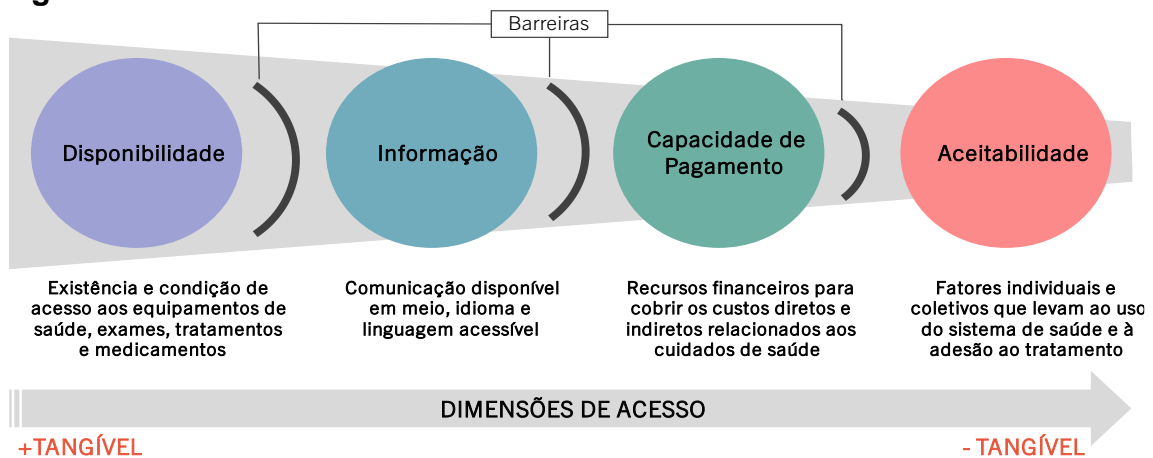 Barreiras
Disponibilidade
Informação
Capacidade de
Pagamento
Aceitabilidade
Existência e condição de
acesso aos equipamentos de
saúde, exames, tratamentos
e medicamentos
Comunicação disponível
em meio, idioma e
linguagem acessível
Recursos financeiros para
cobrir os custos diretos e
indiretos relacionados aos
cuidados de saúde
Fatores individuais e
coletivos que levam ao uso
do sistema de saúde e à
adesão ao tratamento
DIMENSÕES DE ACESSO
+TANGÍVEL
- TANGÍVEL